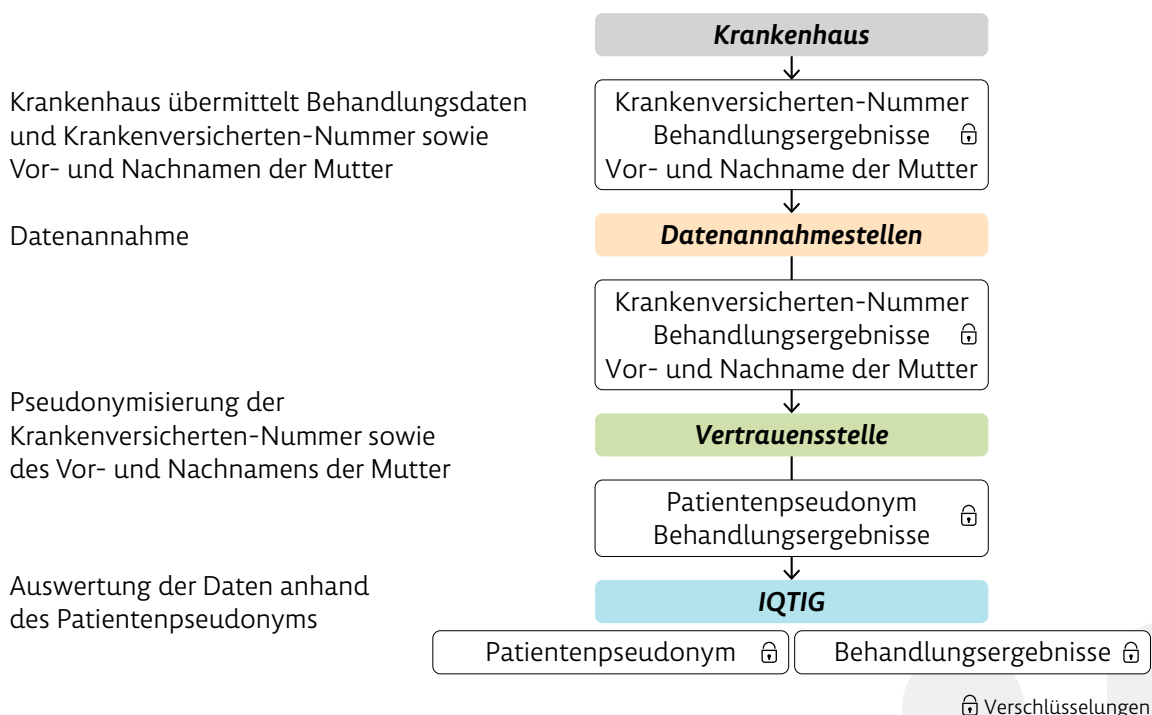 Krankenhaus
Krankenhaus übermittelt Behandlungsdaten
und Krankenversicherten-Nummer sowie
Vor- und Nachnamen der Mutter
Krankenversicherten-Nummer
Behandlungsergebnisse
Vor- und Nachname der Mutter
Datenannahme
Datenannahmestellen
Krankenversicherten-Nummer
Behandlungsergebnisse
Vor- und Nachname der Mutter
Pseudonymisierung der
Krankenversicherten-Nummer sowie
des Vor- und Nachnamens der Mutter
Vertrauensstelle
Patientenpseudonym
Behandlungsergebnisse
Auswertung der Daten anhand
des Patientenpseudonyms
IQTIG
Patientenpseudonym
Behandlungsergebnisse
Verschlüsselungen